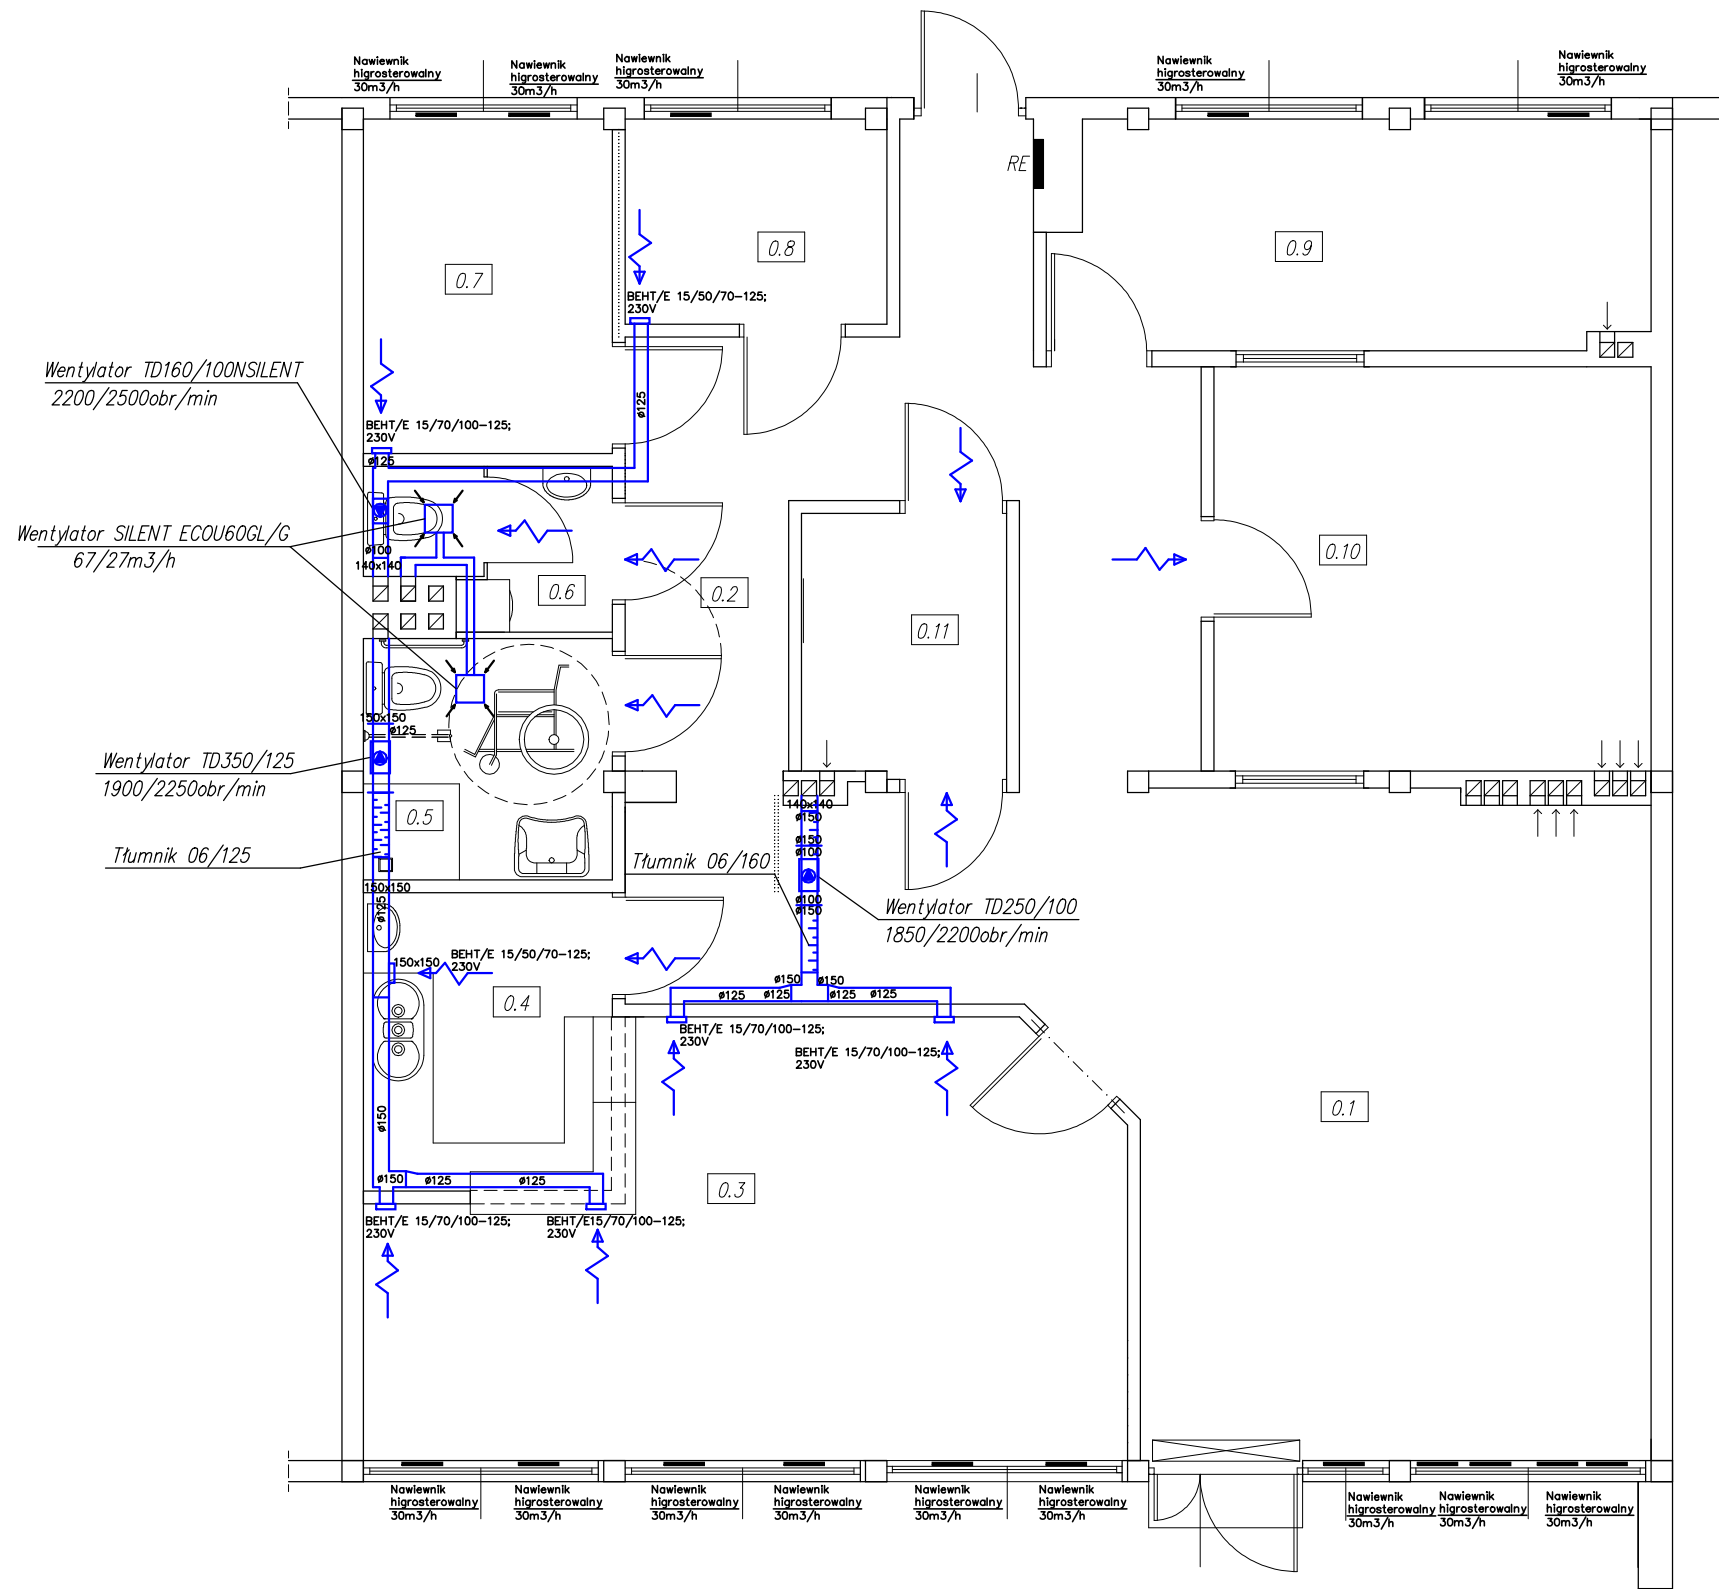 Nawiewnik
higrosterowalny
30m3/h
Nawiewnik
higrosterowalny
30m3/h
Nawiewnik
higrosterowalny
30m3/h
Nawiewnik
higrosterowalny
30m3/h
Nawiewnik
higrosterowalny
30m3/h
RE
0.7
0.8
0.9
BEHT/E 15/50/70-125;
230V
Wentylator TD160/100NSILENT
2200/2500obr/min
ø125
BEHT/E 15/70/100-125;
230V
ø125
Wentylator SILENT ECOU60GL/G
67/27m3/h
ø100
140x140
0.6
0.2
0.10
0.11
150x150
ø125
Wentylator TD350/125
1900/2250obr/min
0.5
Tłumnik 06/125
150x150
ø125
140x140
ø150
ø150
ø100
Tłumnik 06/160
ø100
ø150
Wentylator TD250/100
1850/2200obr/min
BEHT/E 15/50/70-125;
230V
150x150
0.4
ø150
ø150
ø125
ø125
ø125
ø125
BEHT/E 15/70/100-125;
230V
BEHT/E 15/70/100-125;
230V
0.1
ø150
ø150
ø125
ø125
0.3
BEHT/E 15/70/100-125;
230V
BEHT/E15/70/100-125;
230V
Nawiewnik
higrosterowalny
30m3/h
Nawiewnik
higrosterowalny
30m3/h
Nawiewnik
higrosterowalny
30m3/h
Nawiewnik
higrosterowalny
30m3/h
Nawiewnik
higrosterowalny
30m3/h
Nawiewnik
higrosterowalny
30m3/h
Nawiewnik
higrosterowalny
30m3/h
Nawiewnik
higrosterowalny
30m3/h
Nawiewnik
higrosterowalny
30m3/h